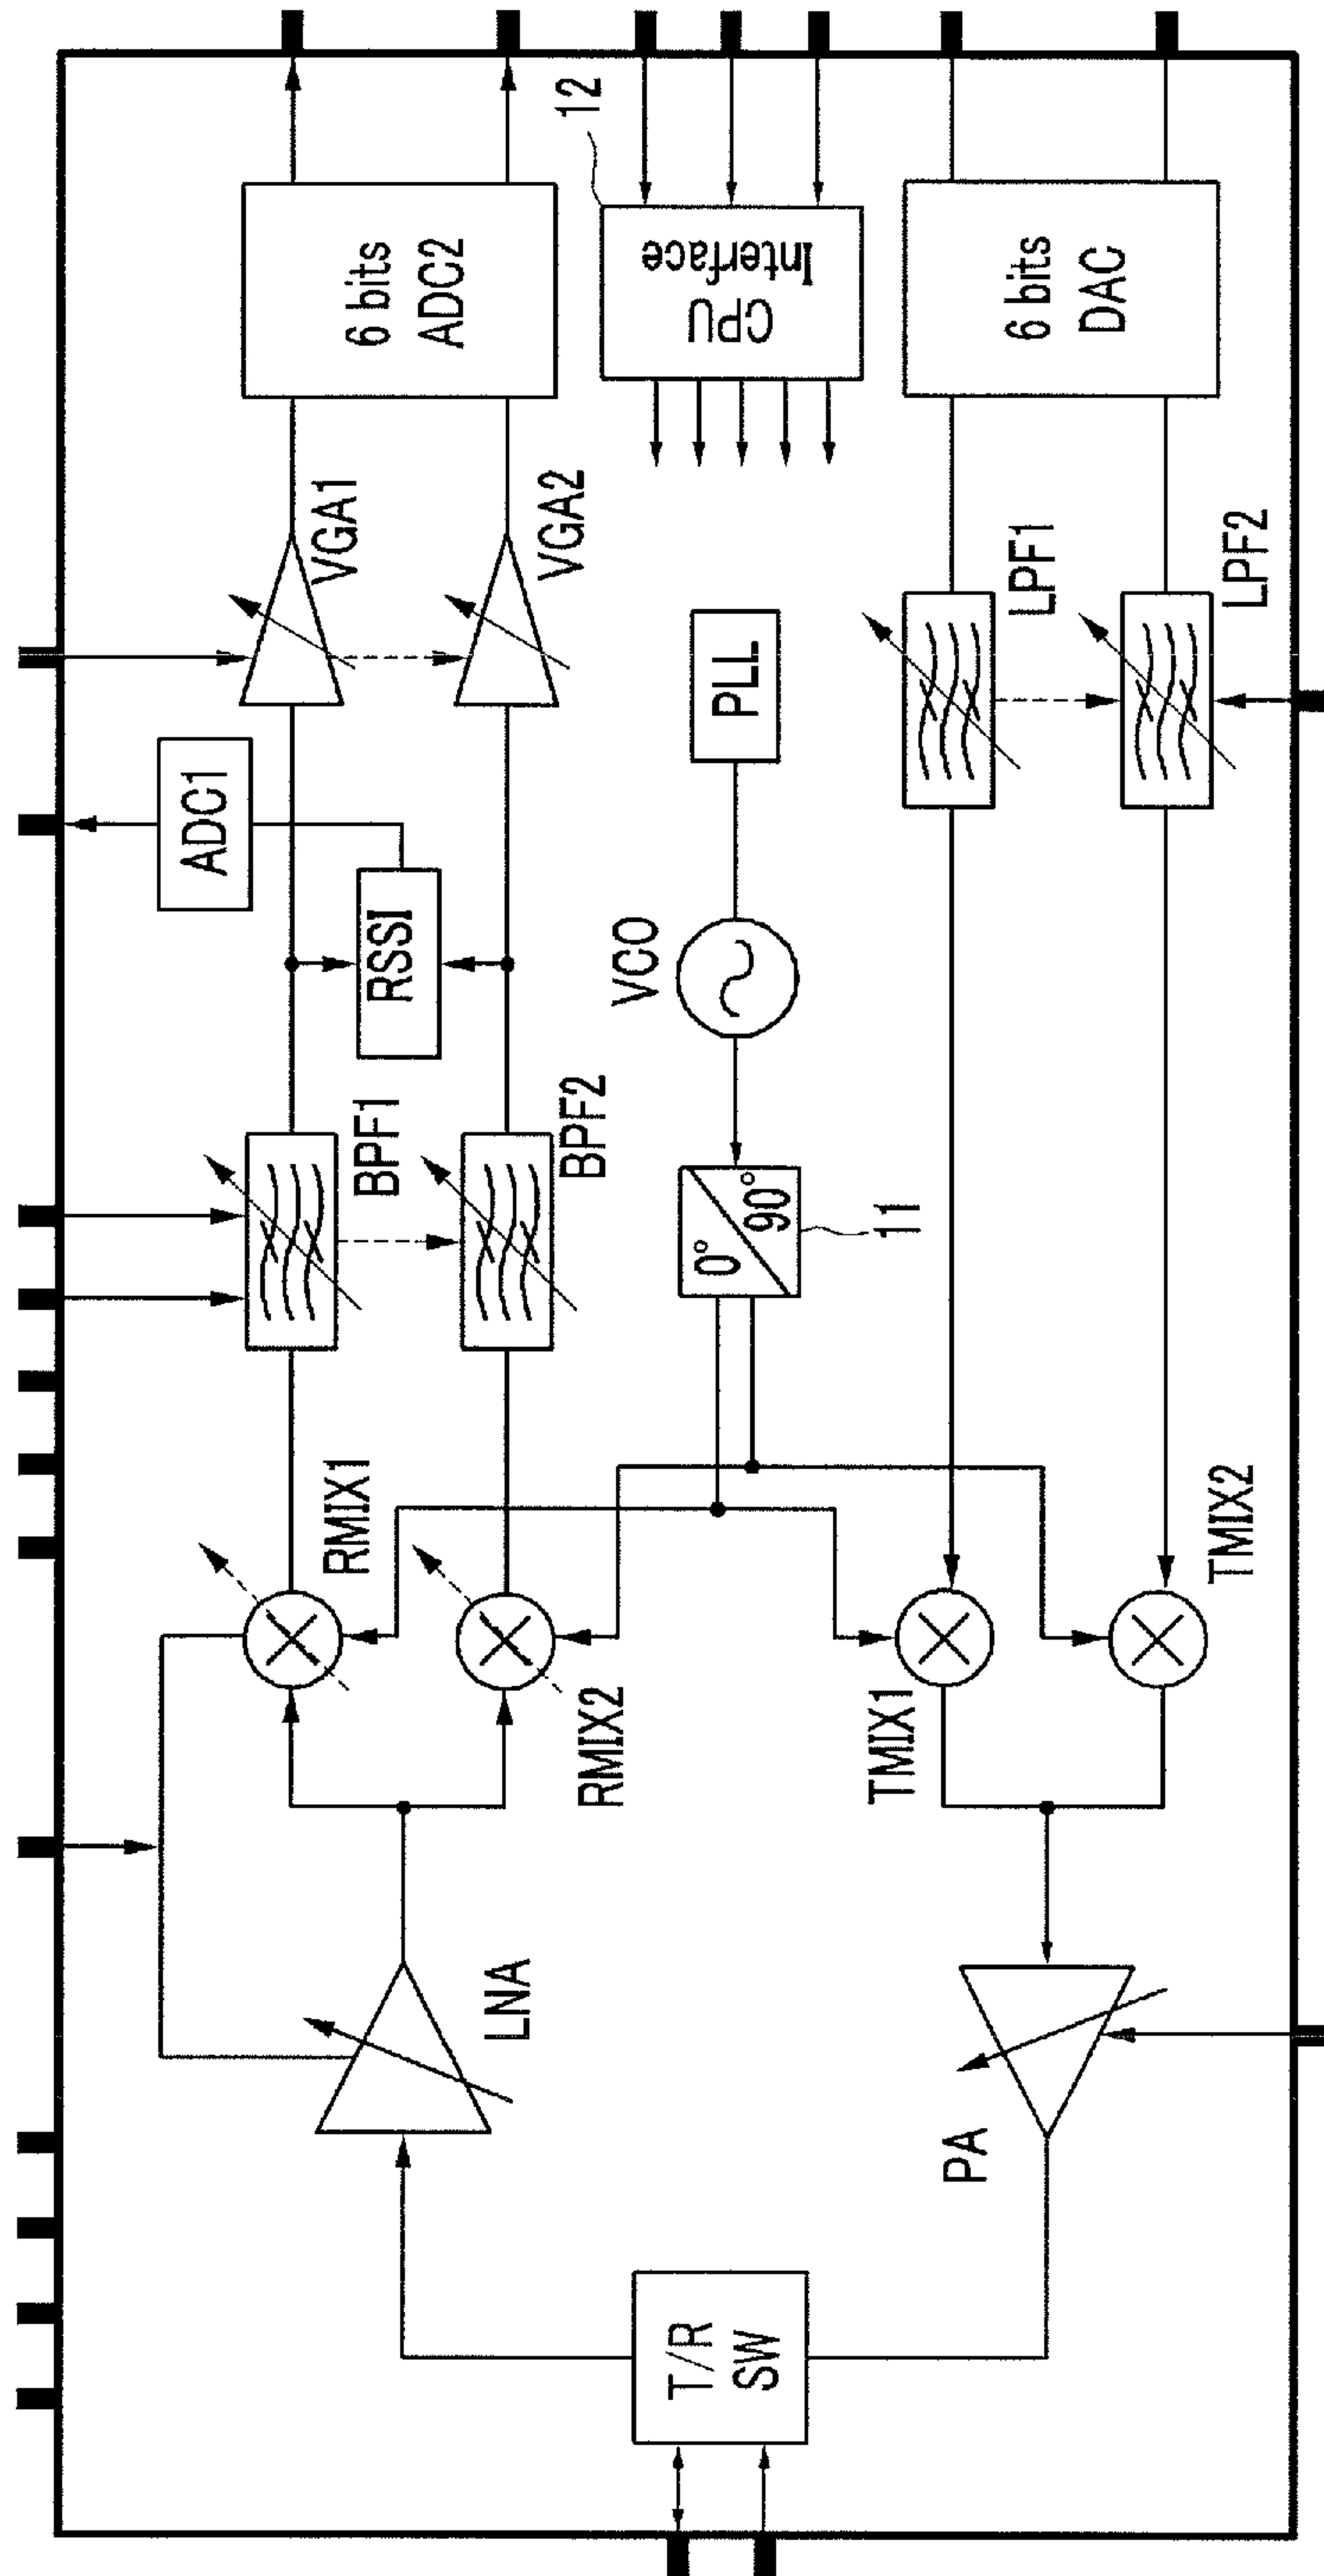 T/R
SW
LNA
PA
RMIX1
RMIX2
TMIX1
TMIX2
BPF1
BPF2
0°
90°
11
VCO
PLL
RSSI
ADC1
VGA1
VGA2
LPF1
LPF2
6 bits
ADC2
CPU
Interface
12
6 bits
DAC